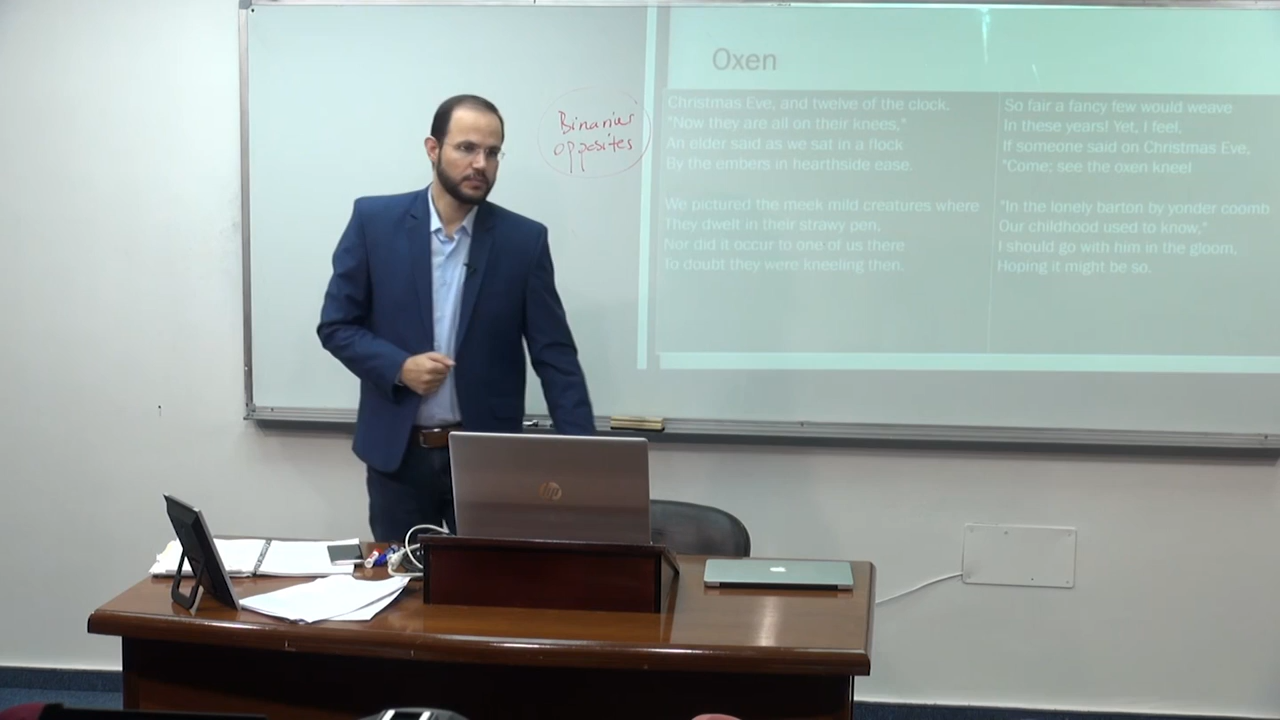 Oxen
Binarius
opposites
Christmas Eve, and twelve of the clock.
"Now they are all on their knees,"
An elder said as we sat in a flock
By the embers in hearthside ease.
We pictured the meek mild creatures where
They dwelt in their strawy pen,
Nor did it occur to one of us there
To doubt they were kneeling then.
So fair a fancy few would weave
In these years! Yet, I feel,
If someone said on Christmas Eve,
"Come; see the oxen kneel
"In the lonely barton by yonder coomb
Our childhood used to know,"
I should go with him in the gloom,
Hoping it might be so.
hp